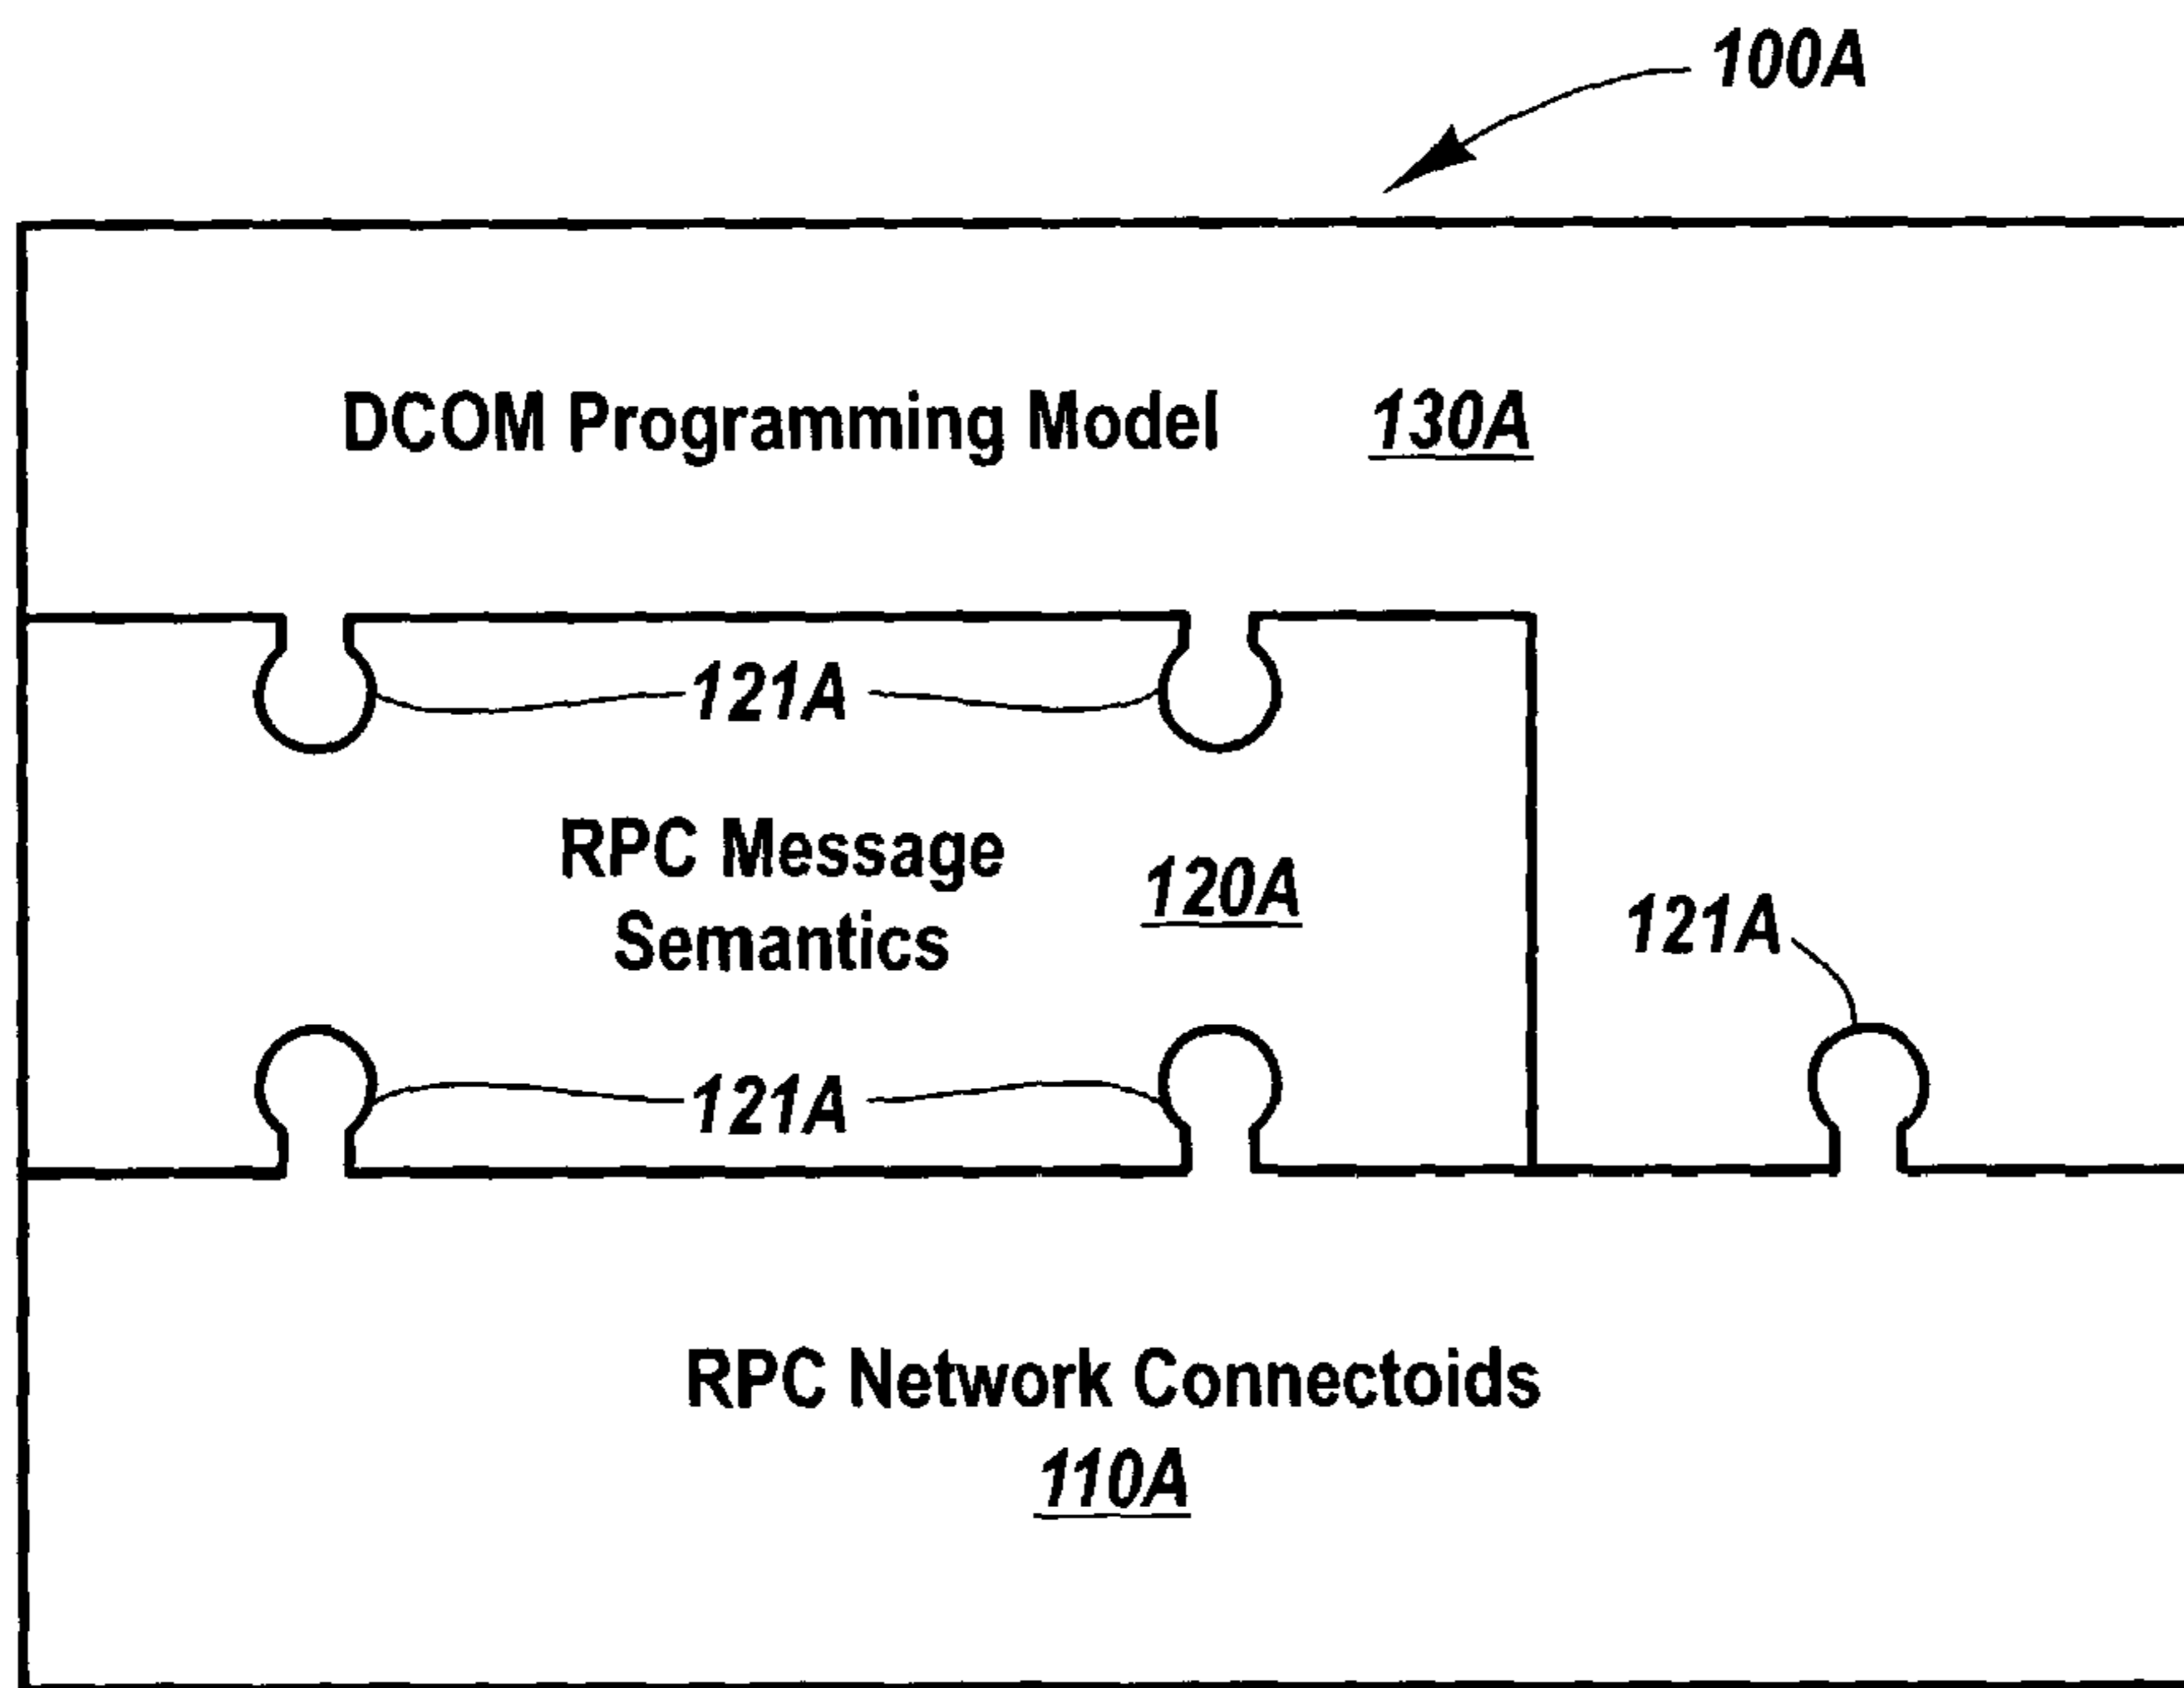 100A
DCOM Programming Model 130A
121A
RPC Message
Semantics
120A
121A
121A
RPC Network Connectoids
110A